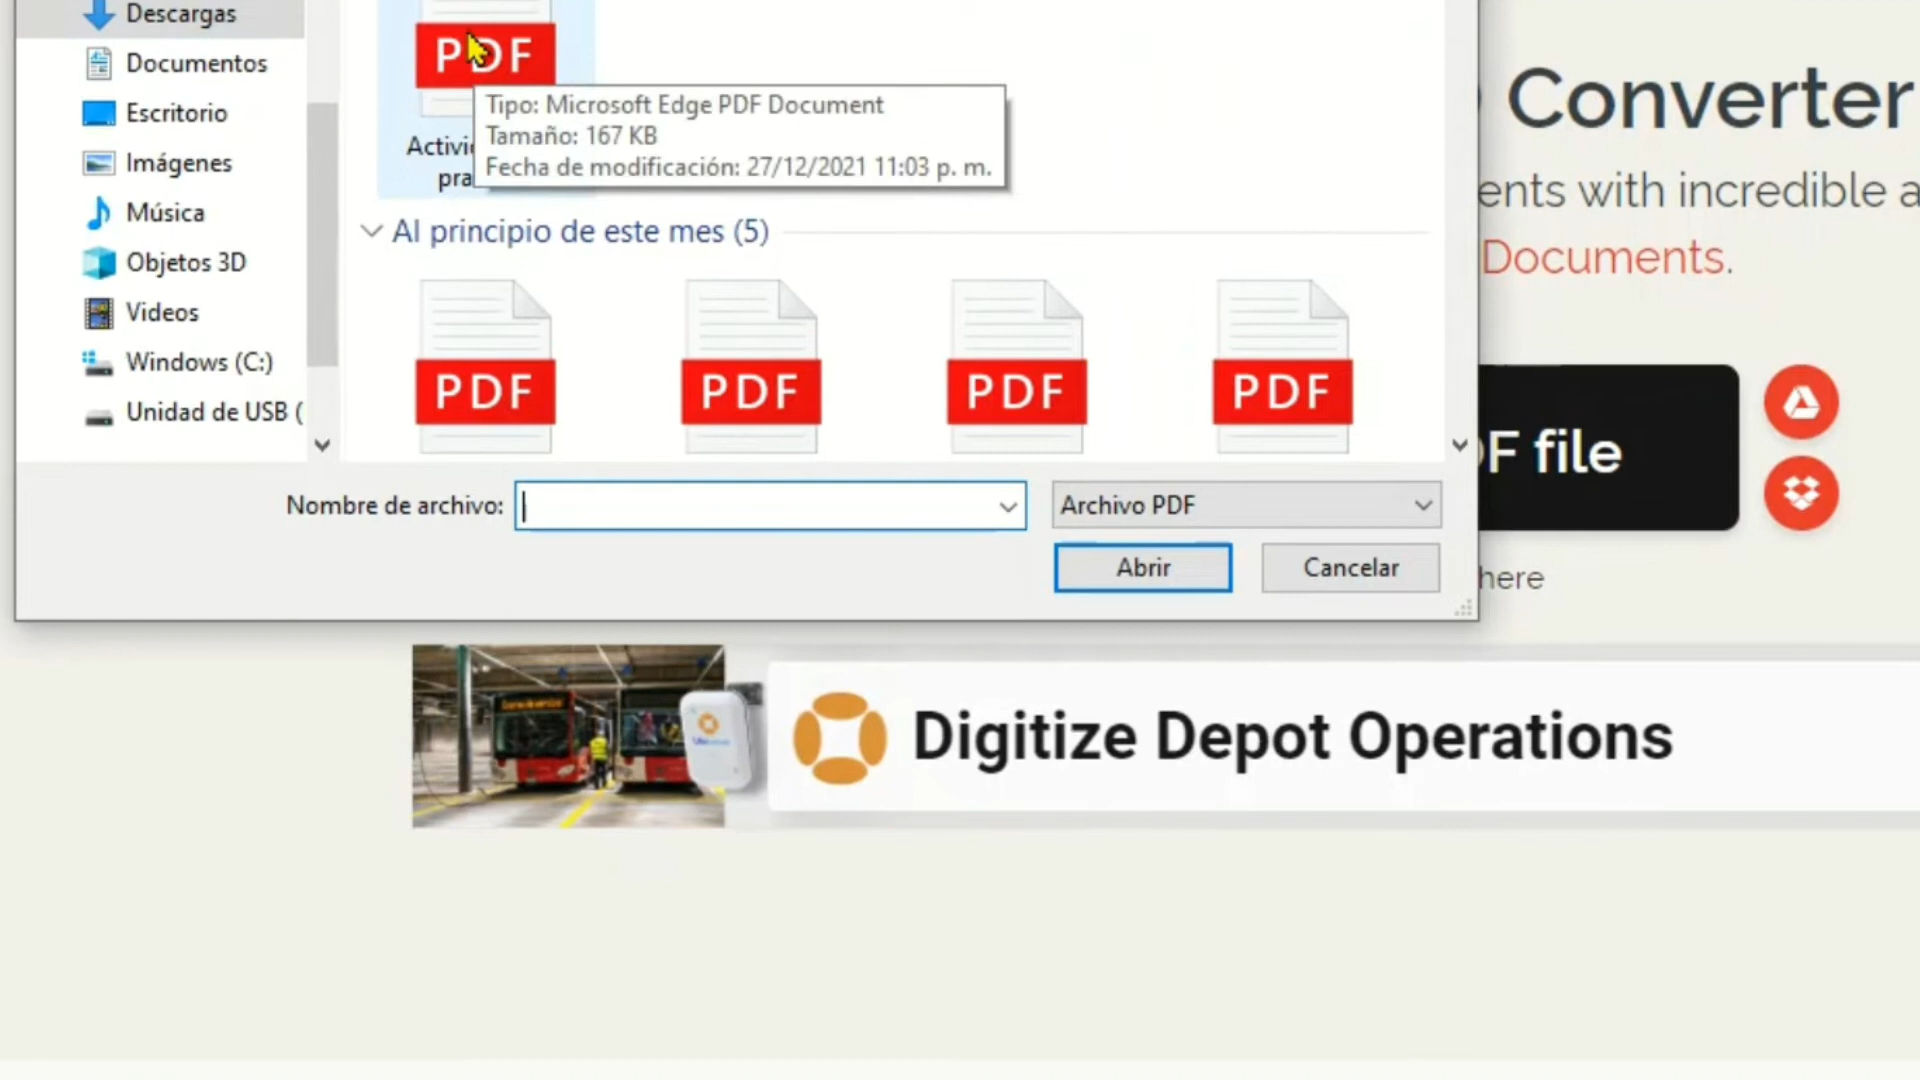 Descargas
Documentos
Escritorio
Imágenes
Música
Objetos 3D
Videos
Windows (C:)
Unidad de USB (
PDF
Tipo: Microsoft Edge PDF Document
Tamaño: 167 KB
Fecha de modificación: 27/12/2021 11:03 p. m.
Activi
pra
Al principio de este mes (5)
PDF
PDF
PDF
PDF
Nombre de archivo:
Archivo PDF
Abrir
Cancelar
Converter
ents with incredible a
Documents.
F file
here
Digitize Depot Operations